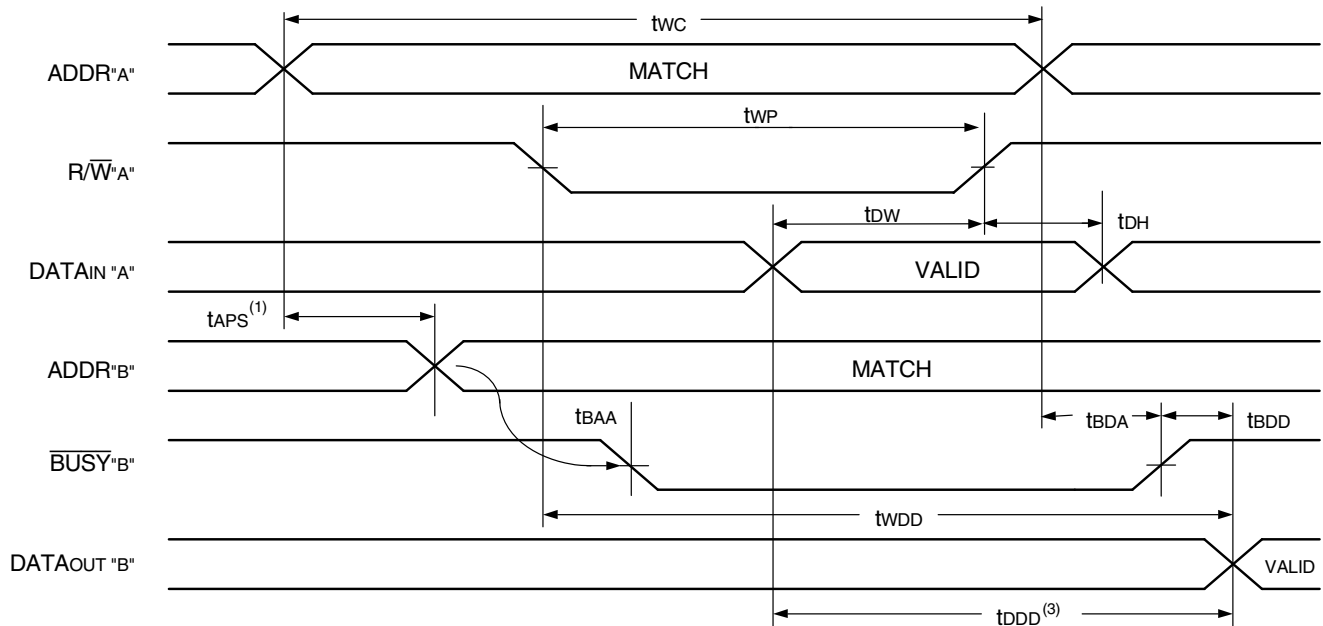 tWC
ADDR"A" MATCH
tWP
R/W"A"
tDW tDH
DATAIN "A" VALID
tAPS(1)
ADDR"B" MATCH
tBAA tBDA tBDD
BUSY"B"
tWDD
DATAOUT "B" VALID
tDDD(3)